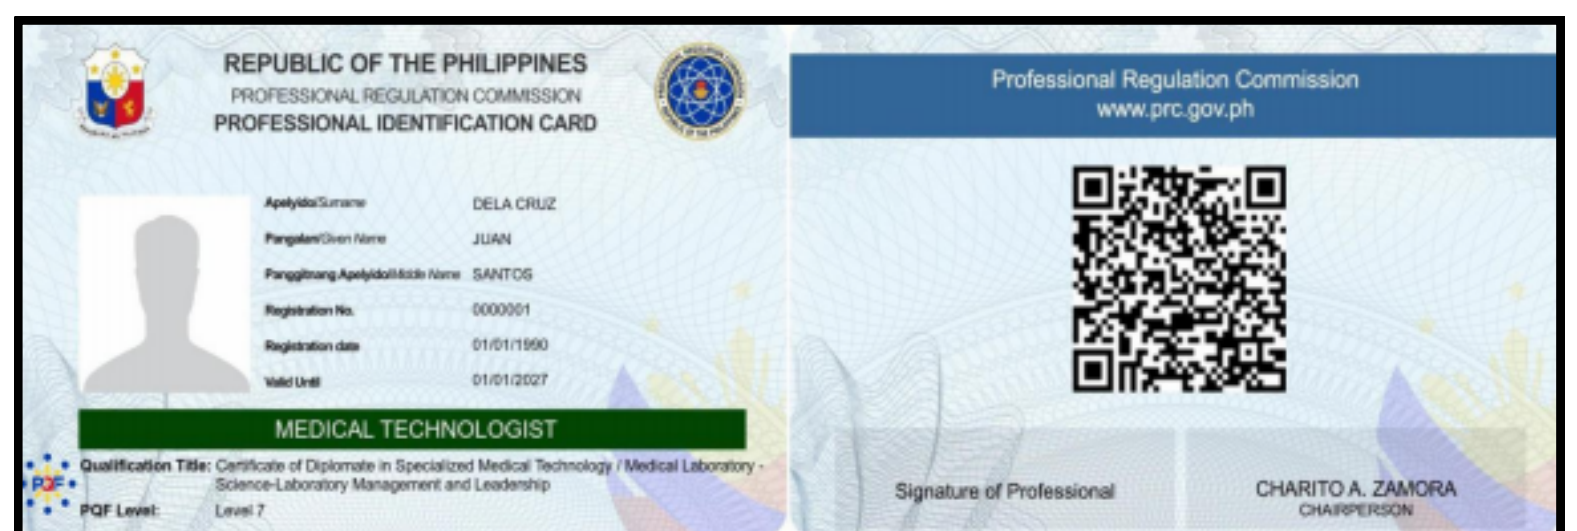 REPUBLIC OF THE PHILIPPINES
PROFESSIONAL REGULATION COMMISSION
PROFESSIONAL IDENTIFICATION CARD
Apelyido/Surname DELA CRUZ
Pangalan/Given Name JUAN
Panggitnang Apelyido/Middle Name SANTOS
Registration No. 0000001
Registration date 01/01/1990
Valid Until 01/01/2027
MEDICAL TECHNOLOGIST
PQF
Qualification Title: Certificate of Diplomate in Specialized Medical Technology / Medical Laboratory -
Science-Laboratory Management and Leadership
PQF Level: Level 7
Professional Regulation Commission
www.prc.gov.ph
Signature of Professional
CHARITO A. ZAMORA
CHAIRPERSON